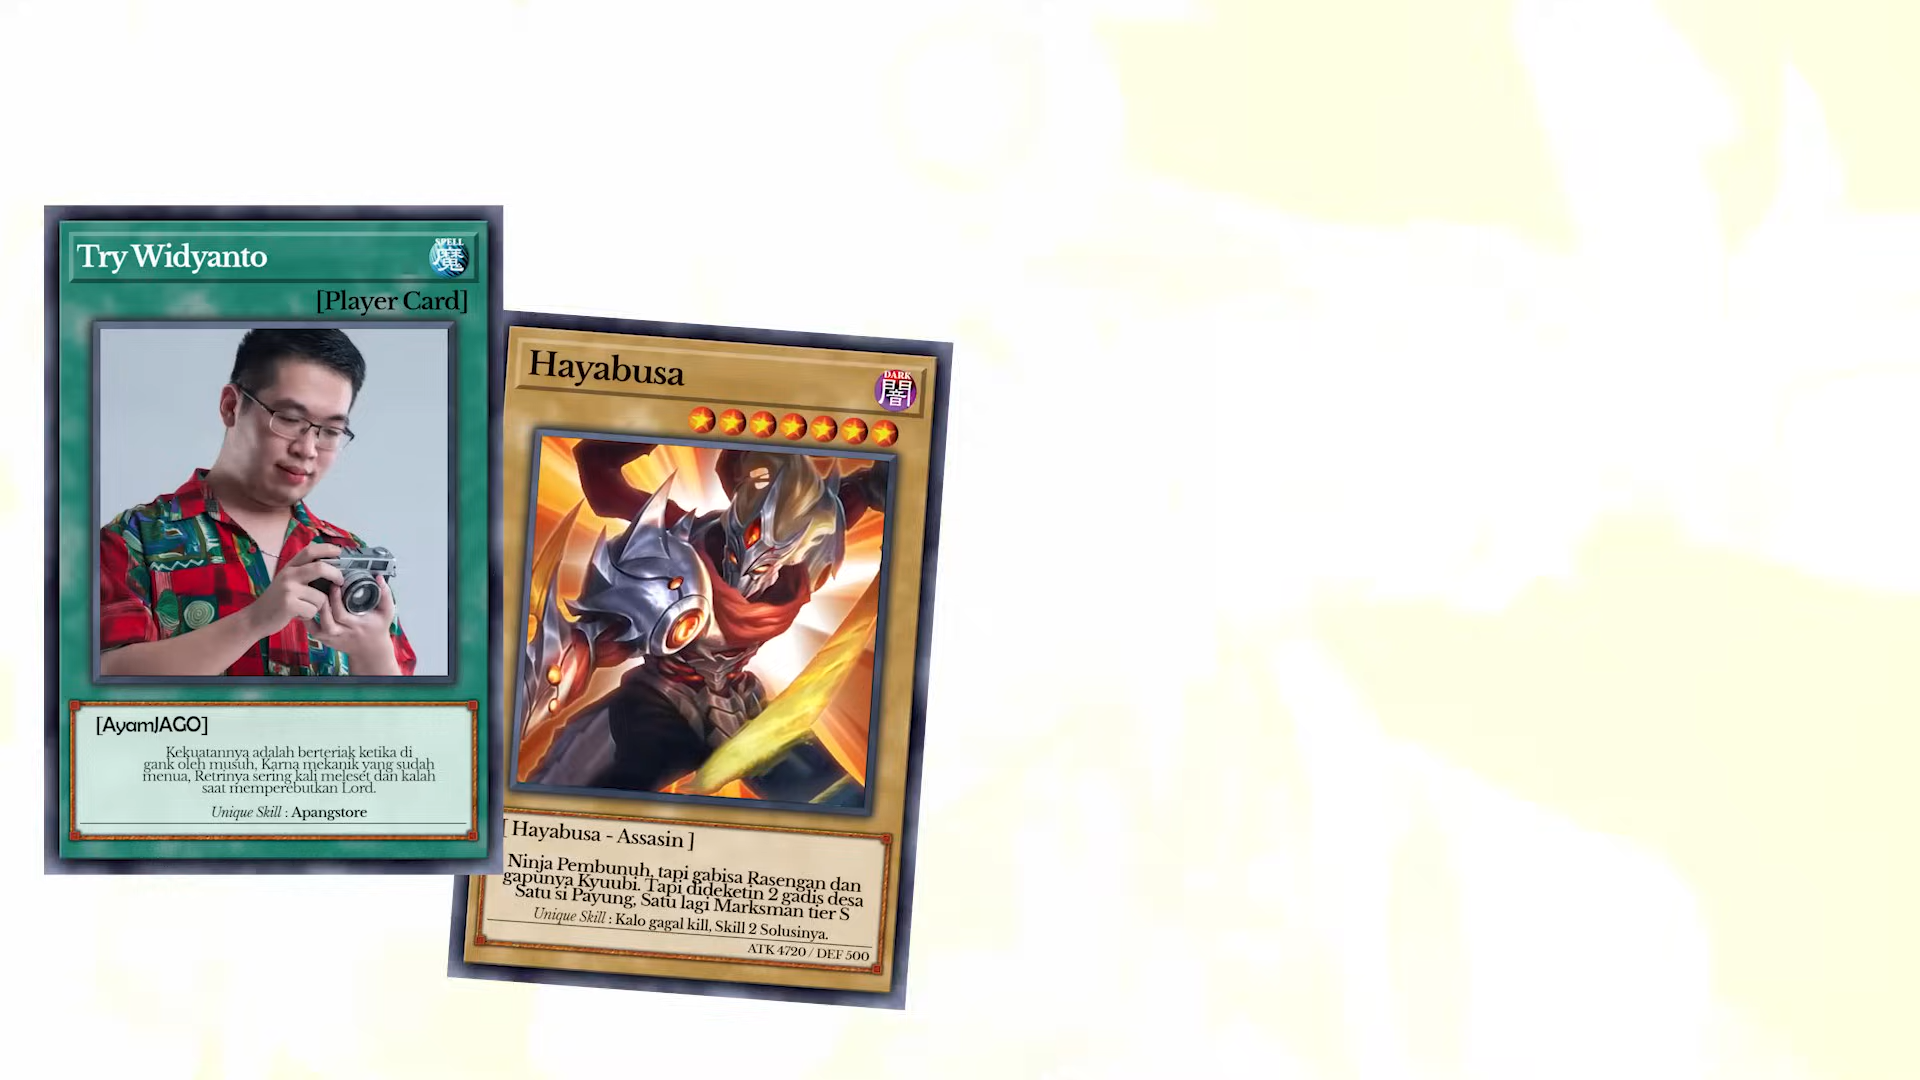 Try Widyanto
SPELL
魔
[Player Card]
[AyamJAGO]
Kekuatannya adalah berteriak ketika di
gank oleh musuh, Karna mekanik yang sudah
menua, Retrinya sering kali meleset dan kalah
saat memperebutkan Lord.
Unique Skill : Apangstore
Hayabusa
DARK
闇
[ Hayabusa - Assasin ]
Ninja Pembunuh, tapi gabisa Rasengan dan
gapunya Kyuubi. Tapi dideketin 2 gadis desa
Satu si Payung, Satu lagi Marksman tier S
Unique Skill : Kalo gagal kill, Skill 2 Solusinya.
ATK 4720 / DEF 500